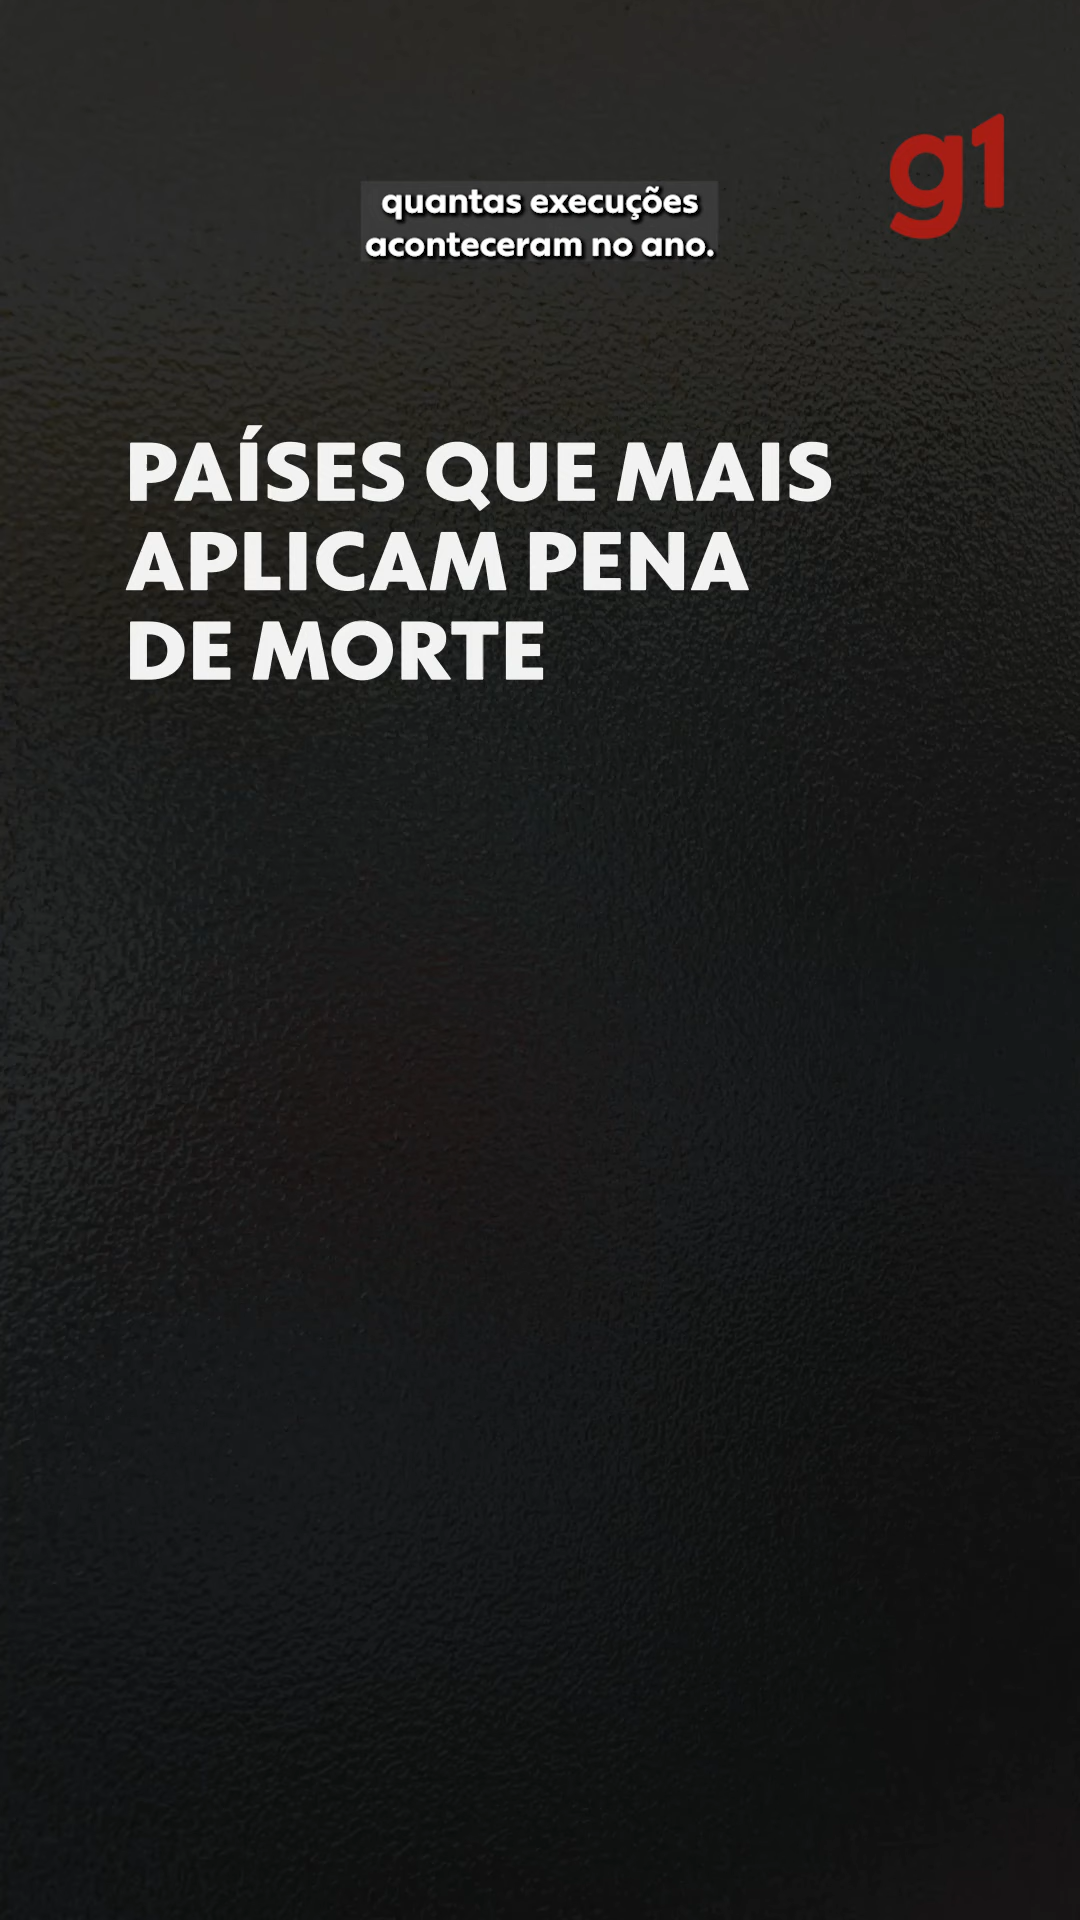 g1
quantas execuções
aconteceram no ano.
PAÍSES QUE MAIS
APLICAM PENA
DE MORTE